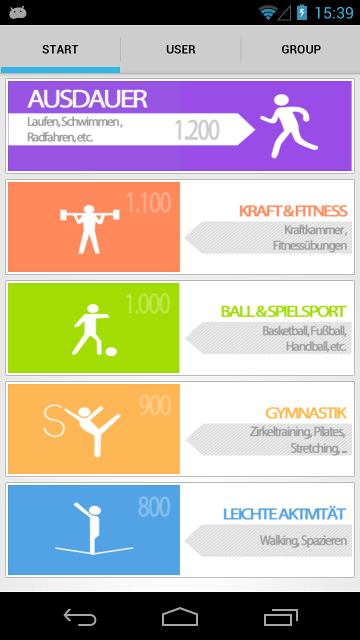 15:39
START
USER
GROUP
AUSDAUER
Laufen, Schwimmen,
Radfahren, etc.
1.200
1.100
KRAFT & FITNESS
Kraftkammer,
Fitnessübungen
1.000
BALL & SPIELSPORT
Basketball, Fußball,
Handball, etc.
S
900
GYMNASTIK
Zirkeltraining, Pilates,
Stretching, ...
800
LEICHTE AKTIVITÄT
Walking, Spazieren